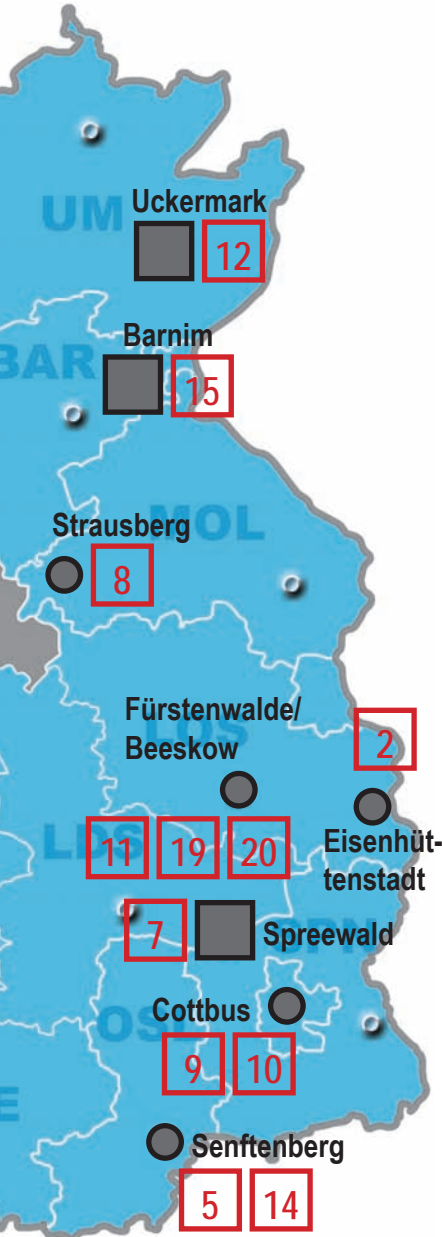 UM
Uckermark
12
Barnim
BAR
15
MOL
Strausberg
8
Fürstenwalde/
Beeskow
LOS
2
Eisenhüt-
tenstadt
LDS
11 19 20
7
Spreewald
SPN
Cottbus
OSL
9 10
E
Senftenberg
5 14